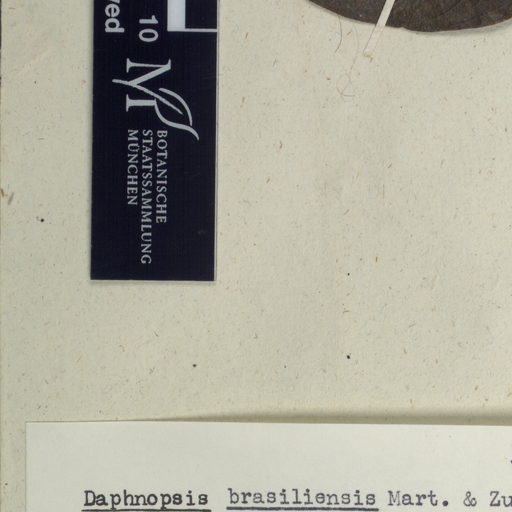 10
M
BOTANISCHE
STAATSSAMMLUNG
MÜNCHEN
Daphnopsis brasiliensis Mart. & Zu